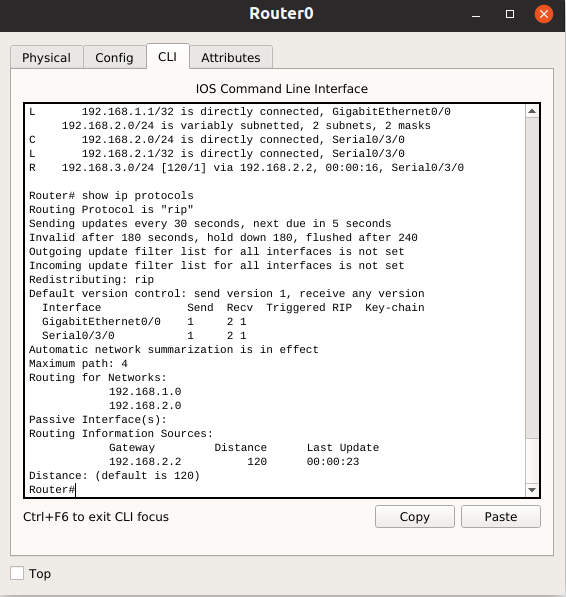 Router0
Physical Config CLI Attributes
IOS Command Line Interface
L 192.168.1.1/32 is directly connected, GigabitEthernet0/0
192.168.2.0/24 is variably subnetted, 2 subnets, 2 masks
C 192.168.2.0/24 is directly connected, Serial0/3/0
L 192.168.2.1/32 is directly connected, Serial0/3/0
R 192.168.3.0/24 [120/1] via 192.168.2.2, 00:00:16, Serial0/3/0
Router# show ip protocols
Routing Protocol is "rip"
Sending updates every 30 seconds, next due in 5 seconds
Invalid after 180 seconds, hold down 180, flushed after 240
Outgoing update filter list for all interfaces is not set
Incoming update filter list for all interfaces is not set
Redistributing: rip
Default version control: send version 1, receive any version
Interface Send Recv Triggered RIP Key-chain
GigabitEthernet0/0 1 2 1
Serial0/3/0 1 2 1
Automatic network summarization is in effect
Maximum path: 4
Routing for Networks:
192.168.1.0
192.168.2.0
Passive Interface(s):
Routing Information Sources:
Gateway Distance Last Update
192.168.2.2 120 00:00:23
Distance: (default is 120)
Router#
Ctrl+F6 to exit CLI focus
Copy Paste
Top